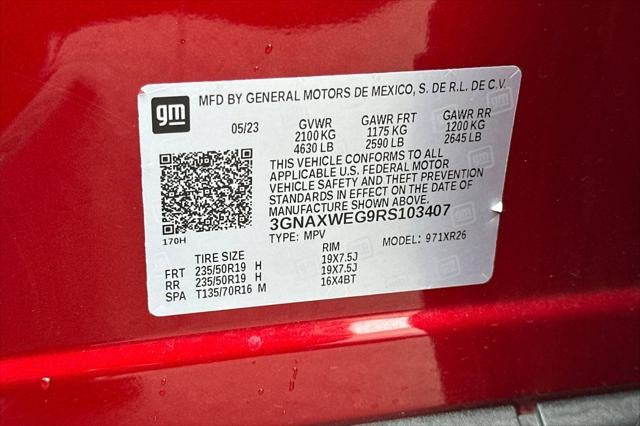 gm MFD BY GENERAL MOTORS DE MEXICO, S. DE R.L. DE C.V.
05/23 GVWR GAWR FRT GAWR RR
2100 KG 1175 KG 1200 KG
4630 LB 2590 LB 2645 LB
THIS VEHICLE CONFORMS TO ALL
APPLICABLE U.S. FEDERAL MOTOR
VEHICLE SAFETY AND THEFT PREVENTION
STANDARDS IN EFFECT ON THE DATE OF
MANUFACTURE SHOWN ABOVE.
3GNAXWEG9RS103407
170H
TYPE: MPV MODEL: 971XR26
TIRE SIZE RIM
FRT 235/50R19 H 19X7.5J
RR 235/50R19 H 19X7.5J
SPA T135/70R16 M 16X4BT